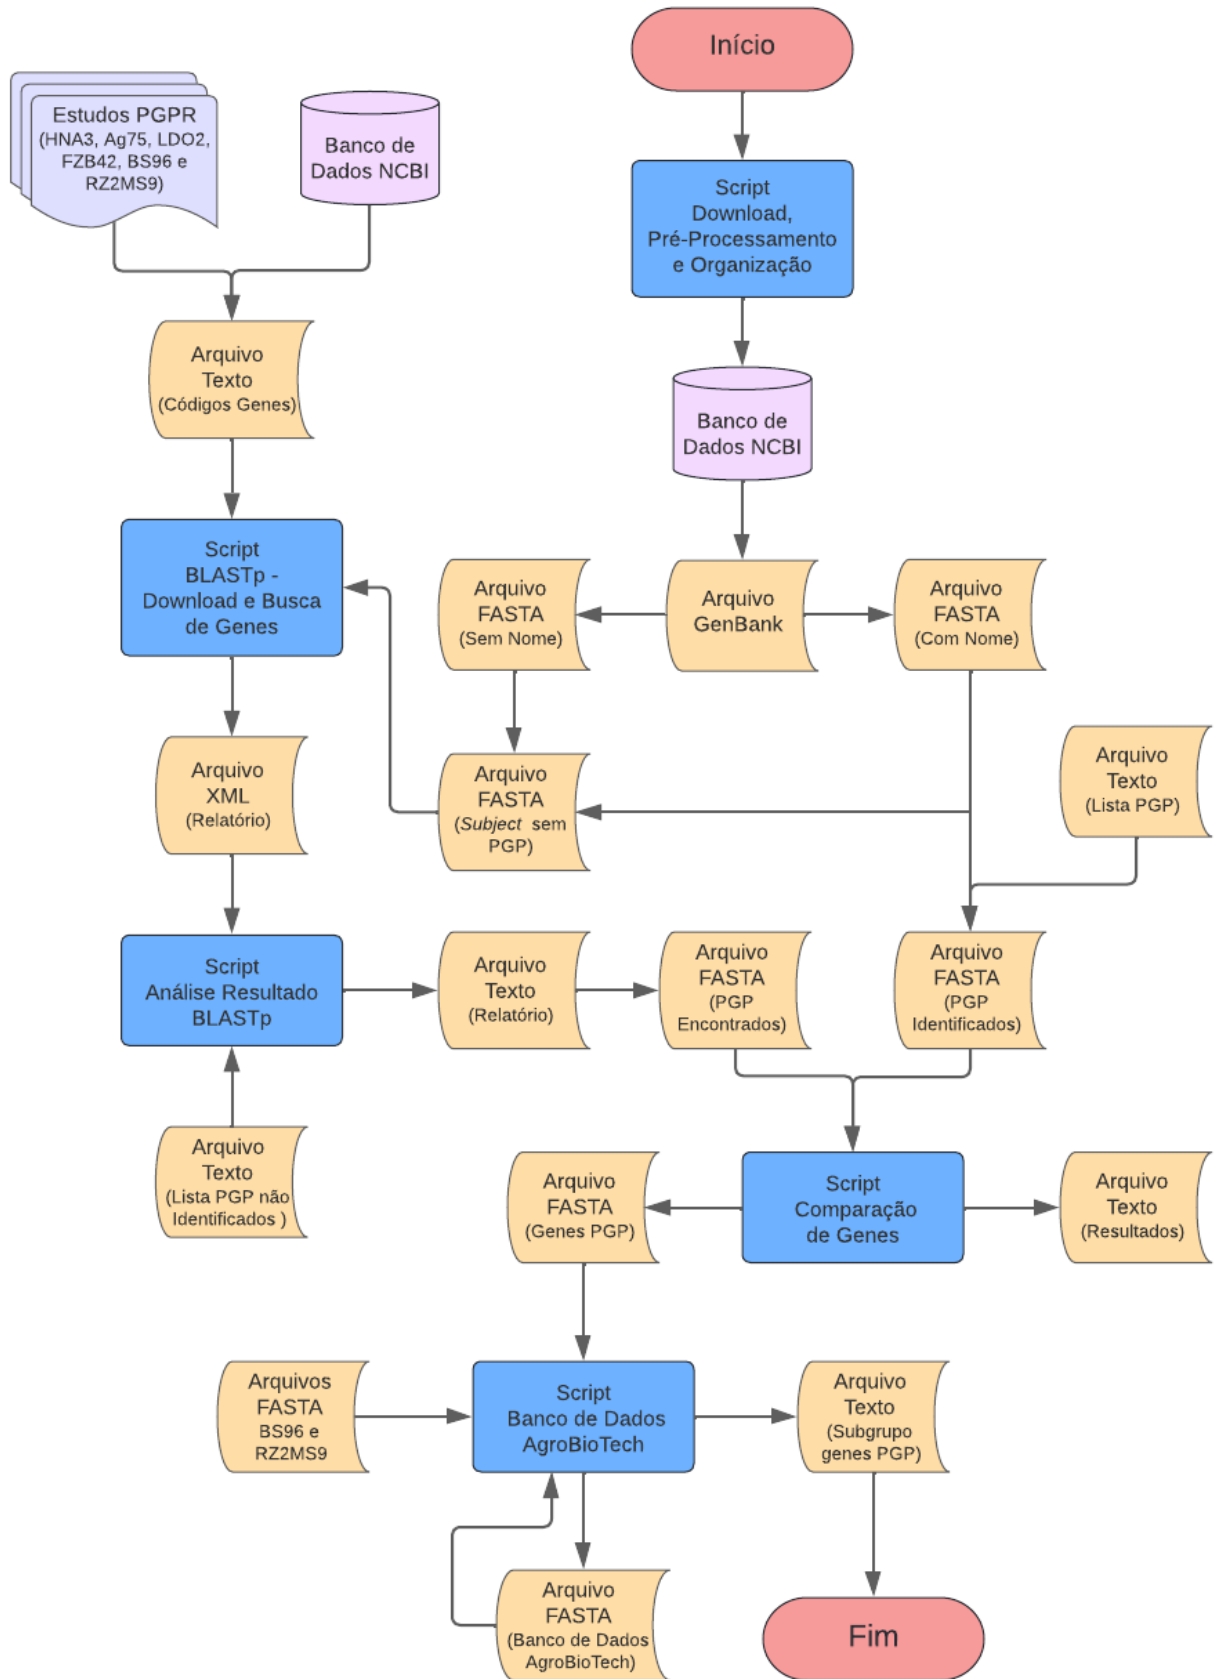 Início
Estudos PGPR
(HNA3, Ag75, LDO2,
FZB42, BS96 e
RZ2MS9)
Banco de
Dados NCBI
Script
Download,
Pré-Processamento
e Organização
Arquivo
Texto
(Códigos Genes)
Banco de
Dados NCBI
Script
BLASTp -
Download e Busca
de Genes
Arquivo
FASTA
(Sem Nome)
Arquivo
GenBank
Arquivo
FASTA
(Com Nome)
Arquivo
XML
(Relatório)
Arquivo
FASTA
(Subject sem
PGP)
Arquivo
Texto
(Lista PGP)
Script
Análise Resultado
BLASTp
Arquivo
Texto
(Relatório)
Arquivo
FASTA
(PGP
Encontrados)
Arquivo
FASTA
(PGP
Identificados)
Arquivo
Texto
(Lista PGP não
Identificados )
Arquivo
FASTA
(Genes PGP)
Script
Comparação
de Genes
Arquivo
Texto
(Resultados)
Arquivos
FASTA
BS96 e
RZ2MS9
Script
Banco de Dados
AgroBioTech
Arquivo
Texto
(Subgrupo
genes PGP)
Arquivo
FASTA
(Banco de Dados
AgroBioTech)
Fim